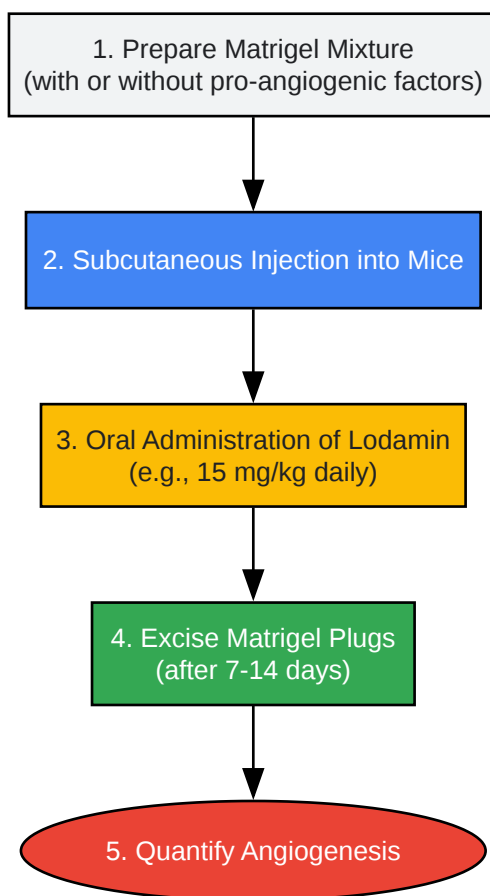 1. Prepare Matrigel Mixture
(with or without pro-angiogenic factors)
2. Subcutaneous Injection into Mice
3. Oral Administration of Lodamin
(e.g., 15 mg/kg daily)
4. Excise Matrigel Plugs
(after 7-14 days)
5. Quantify Angiogenesis